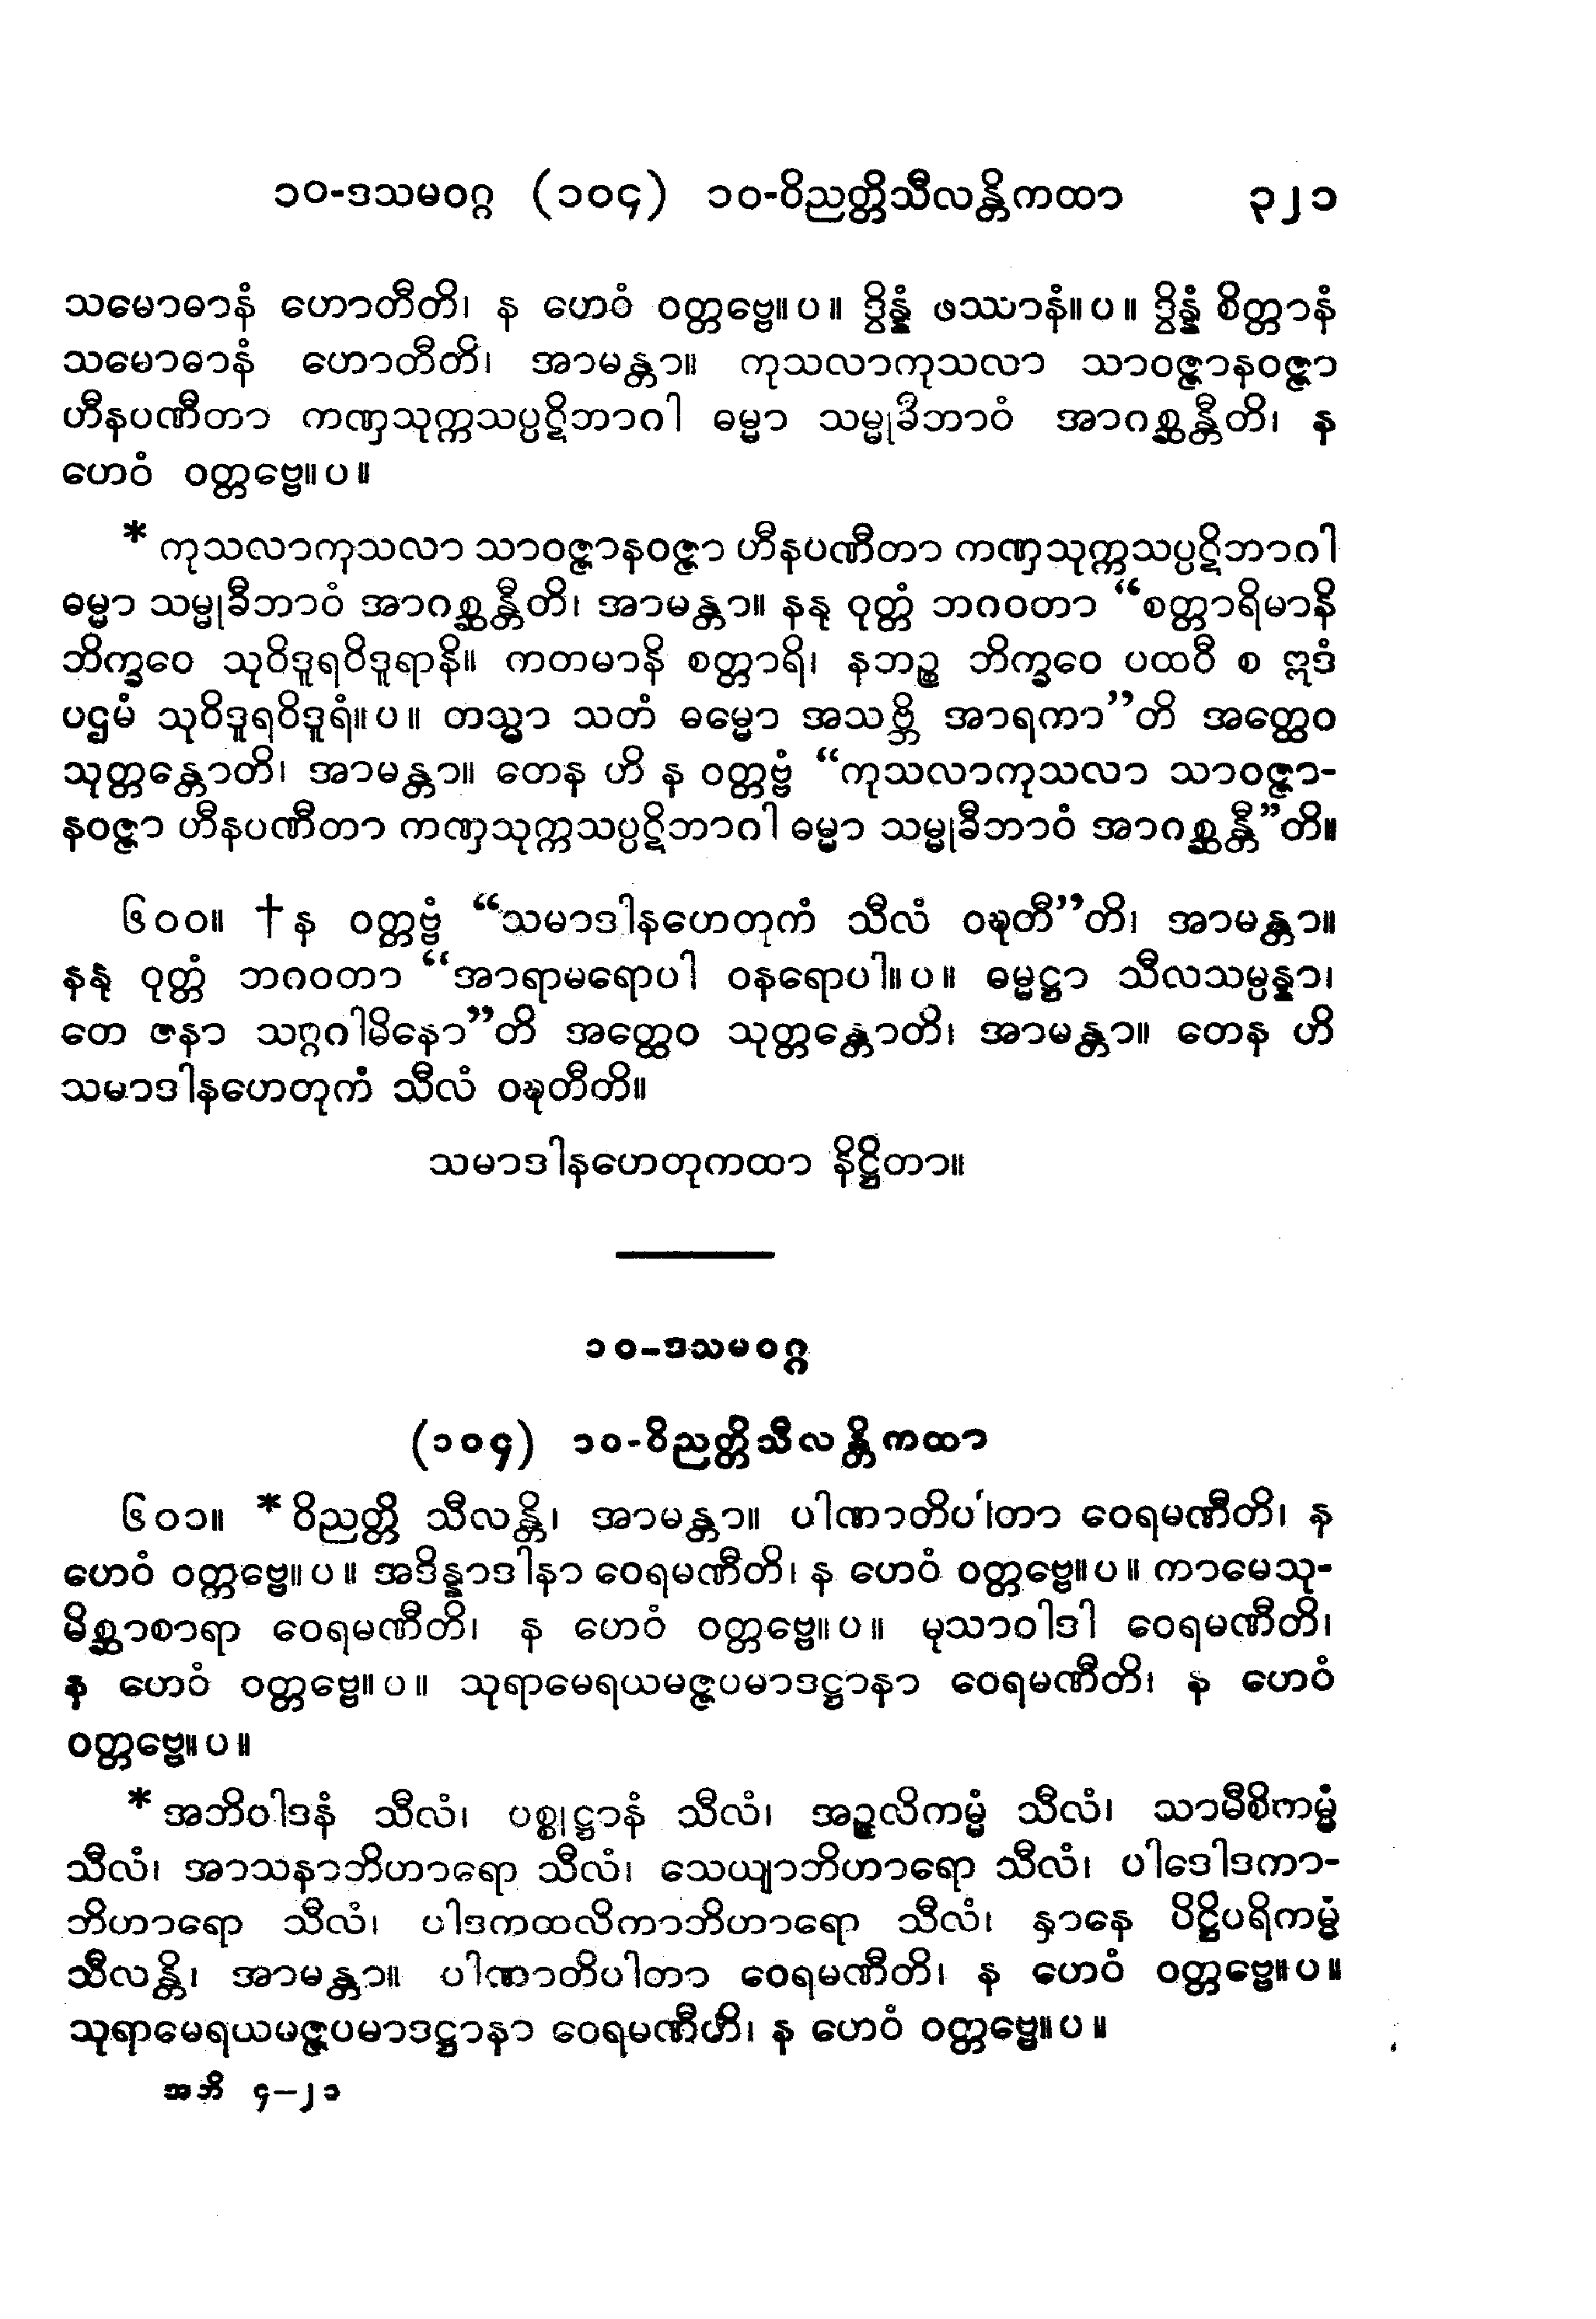 ၁၀-ဒသမဝဂ္ဂ (၁၀၄) ၁၀-ဝိညတ္တိသီလန္တိကထာ ၃၂၁
သမောဓာနံ ဟောတီတိ၊ န ဟေဝံ ဝတ္တဗ္ဗေ။ပ။ ဒွိန္နံ ဖဿာနံ။ပ။ ဒွိန္နံ စိတ္တာနံ
သမောဓာနံ ဟောတီတိ၊ အာမန္တာ။ ကုသလာကုသလာ သာဝဇ္ဇာနဝဇ္ဇာ
ဟီနပဏီတာ ကဏှသုက္ကသပ္ပဋိဘာဂါ ဓမ္မာ သမ္မုခီဘာဝံ အာဂစ္ဆန္တီတိ၊ န
ဟေဝံ ဝတ္တဗ္ဗေ။ပ။
* ကုသလာကုသလာ သာဝဇ္ဇာနဝဇ္ဇာ ဟီနပဏီတာ ကဏှသုက္ကသပ္ပဋိဘာဂါ
ဓမ္မာ သမ္မုခီဘာဝံ အာဂစ္ဆန္တီတိ၊ အာမန္တာ။ နနု ဝုတ္တံ ဘဂဝတာ “စတ္တာရိမာနိ
ဘိက္ခဝေ သုဝိဒူရဝိဒူရာနိ။ ကတမာနိ စတ္တာရိ၊ နဘဉ္စ ဘိက္ခဝေ ပထဝီ စ ဣဒံ
ပဌမံ သုဝိဒူရဝိဒူရံ။ပ။ တသ္မာ သတံ ဓမ္မော အသဗ္ဘိ အာရကာ”တိ အတ္ထေဝ
သုတ္တန္တောတိ၊ အာမန္တာ။ တေန ဟိ န ဝတ္တဗ္ဗံ “ကုသလာကုသလာ သာဝဇ္ဇာ-
နဝဇ္ဇာ ဟီနပဏီတာ ကဏှသုက္ကသပ္ပဋိဘာဂါ ဓမ္မာ သမ္မုခီဘာဝံ အာဂစ္ဆန္တီ”တိ။
၆၀၀။ †န ဝတ္တဗ္ဗံ “သမာဒါနဟေတုကံ သီလံ ဝဍ္ဎတီ”တိ၊ အာမန္တာ။
နနု ဝုတ္တံ ဘဂဝတာ “အာရာမရောပါ ဝနရောပါ။ပ။ ဓမ္မဋ္ဌာ သီလသမ္ပန္နာ၊
တေ ဇနာ သဂ္ဂဂါမိနော”တိ အတ္ထေဝ သုတ္တန္တောတိ၊ အာမန္တာ။ တေန ဟိ
သမာဒါနဟေတုကံ သီလံ ဝဍ္ဎတီတိ။
သမာဒါနဟေတုကထာ နိဋ္ဌိတာ။
၁၀-ဒသမဝဂ္ဂ
(၁၀၄) ၁၀-ဝိညတ္တိသီလန္တိကထာ
၆၀၁။ *ဝိညတ္တိ သီလန္တိ၊ အာမန္တာ။ ပါဏာတိပါတာ ဝေရမဏီတိ၊ န
ဟေဝံ ဝတ္တဗ္ဗေ။ပ။ အဒိန္နာဒါနာ ဝေရမဏီတိ၊ န ဟေဝံ ဝတ္တဗ္ဗေ။ပ။ ကာမေသု-
မိစ္ဆာစာရာ ဝေရမဏီတိ၊ န ဟေဝံ ဝတ္တဗ္ဗေ။ပ။ မုသာဝါဒါ ဝေရမဏီတိ၊
န ဟေဝံ ဝတ္တဗ္ဗေ။ပ။ သုရာမေရယမဇ္ဇပမာဒဋ္ဌာနာ ဝေရမဏီတိ၊ န ဟေဝံ
ဝတ္တဗ္ဗေ။ပ။
* အဘိဝါဒနံ သီလံ၊ ပစ္စုဋ္ဌာနံ သီလံ၊ အဉ္ဇလိကမ္မံ သီလံ၊ သာမီစိကမ္မံ
သီလံ၊ အာသနာဘိဟာရော သီလံ၊ သေယျာဘိဟာရော သီလံ၊ ပါဒေါဒကာ-
ဘိဟာရော သီလံ၊ ပါဒကထလိကာဘိဟာရော သီလံ၊ နှာနေ ပိဋ္ဌိပရိကမ္မံ
သီလန္တိ၊ အာမန္တာ။ ပါဏာတိပါတာ ဝေရမဏီတိ၊ န ဟေဝံ ဝတ္တဗ္ဗေ။ပ။
သုရာမေရယမဇ္ဇပမာဒဋ္ဌာနာ ဝေရမဏီတိ၊ န ဟေဝံ ဝတ္တဗ္ဗေ။ပ။
အဘိ ၄-၂၁